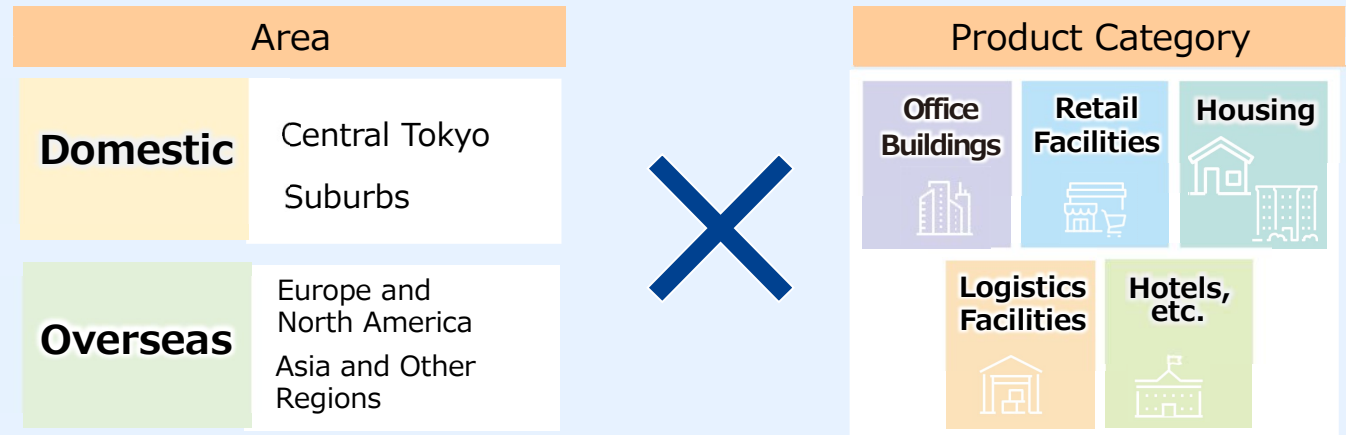 Area
Domestic
Central Tokyo
Suburbs
Overseas
Europe and
North America
Asia and Other
Regions
Product Category
Office
Buildings
Retail
Facilities
Housing
Logistics
Facilities
Hotels,
etc.